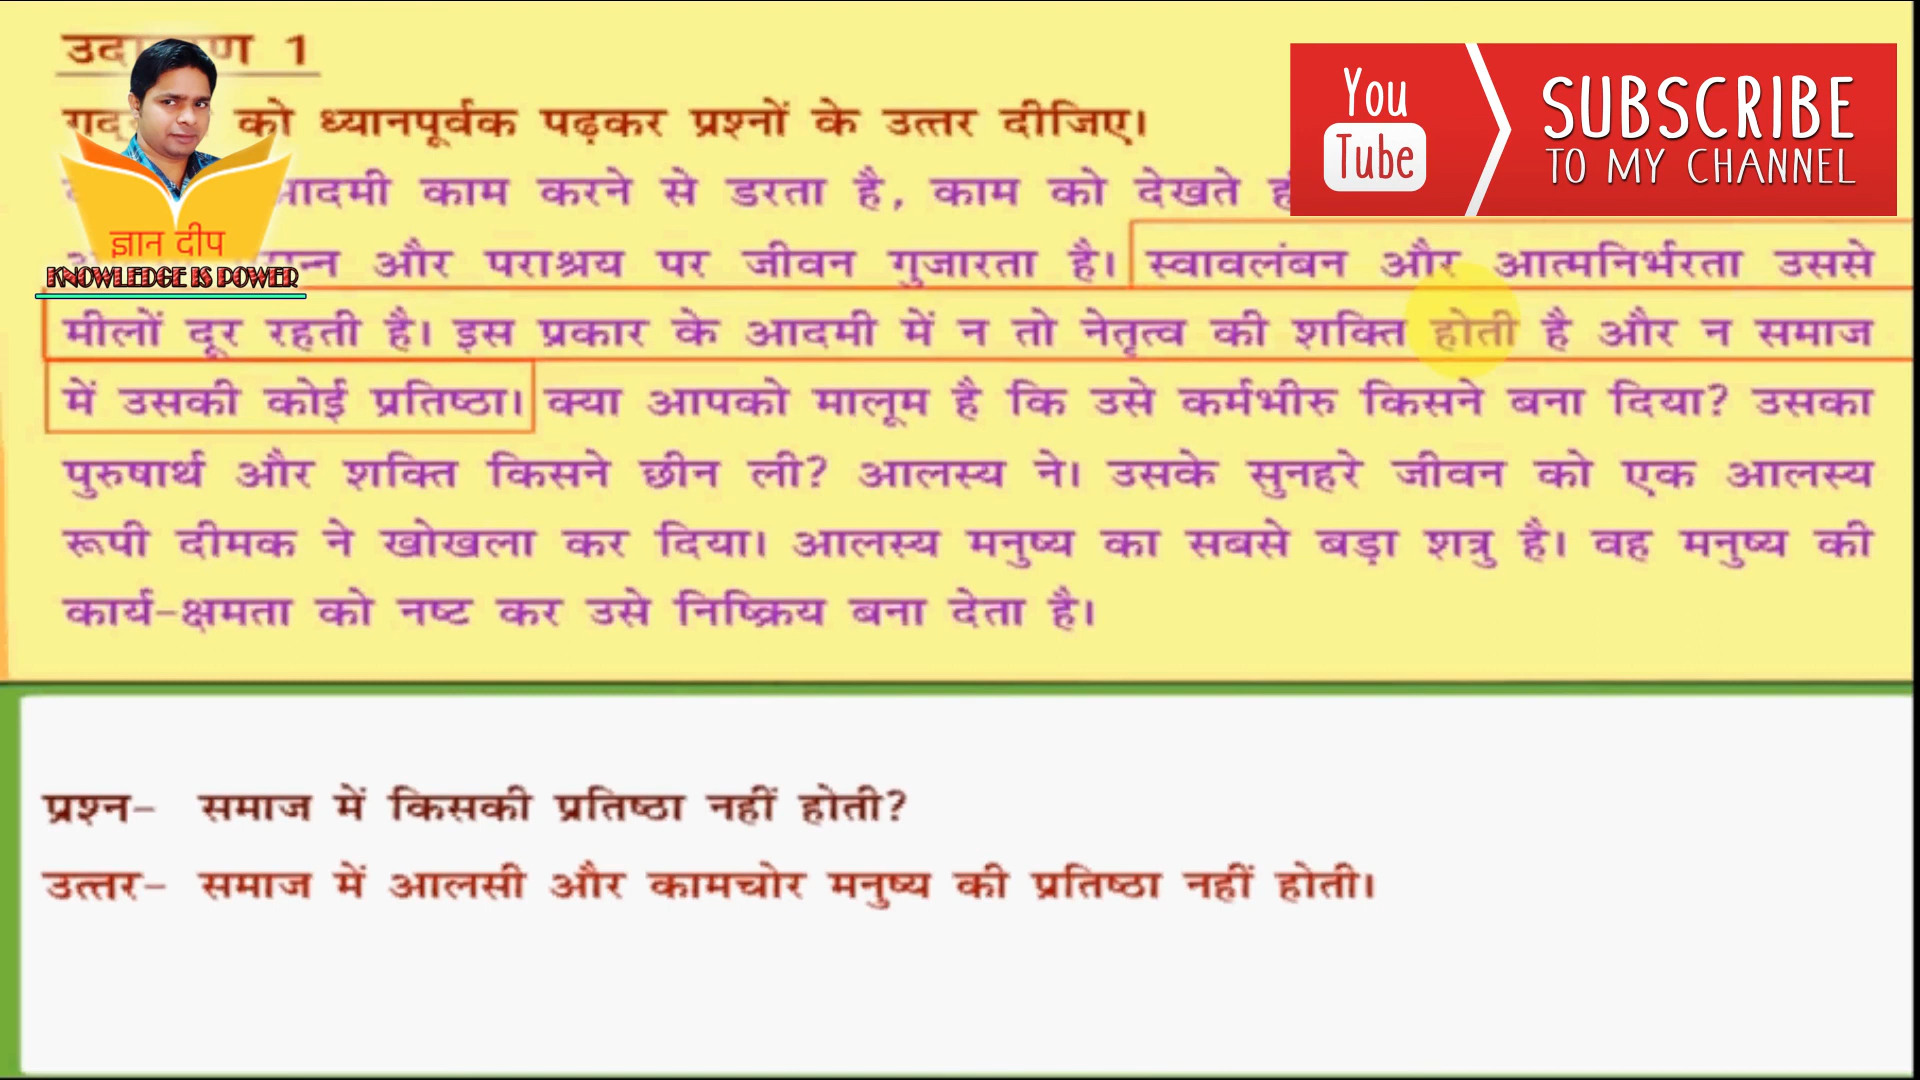 1
को ध्यानपूर्वक पढ़कर प्रश्नों के उत्तर दीजिए।
आदमी काम करने से डरता है, काम को देखते
और पराश्रय पर जीवन गुजारता है। स्वावलंबन और आत्मनिर्भरता उससे
मीलों दूर रहती है। इस प्रकार के आदमी में न तो नेतृत्व की शक्ति होती है और न समाज
में उसकी कोई प्रतिष्ठा। क्या आपको मालूम है कि उसे कर्मभीरु किसने बना दिया? उसका
पुरुषार्थ और शक्ति किसने छीन ली? आलस्य ने। उसके सुनहरे जीवन को एक आलस्य
रूपी दीमक ने खोखला कर दिया। आलस्य मनुष्य का सबसे बड़ा शत्रु है। वह मनुष्य की
कार्य-क्षमता को नष्ट कर उसे निष्क्रिय बना देता है।
ज्ञान दीप
KNOWLEDGE IS POWER
You
Tube
SUBSCRIBE
TO MY CHANNEL
प्रश्न- समाज में किसकी प्रतिष्ठा नहीं होती?
उत्तर- समाज में आलसी और कामचोर मनुष्य की प्रतिष्ठा नहीं होती।